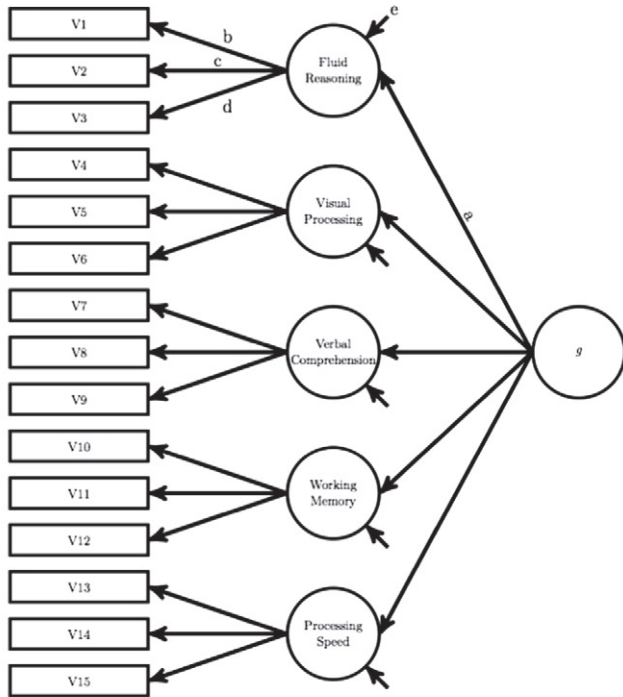 V1
V2
V3
V4
V5
V6
V7
V8
V9
V10
V11
V12
V13
V14
V15
b
c
d
e
Fluid
Reasoning
Visual
Processing
Verbal
Comprehension
Working
Memory
Processing
Speed
a
g